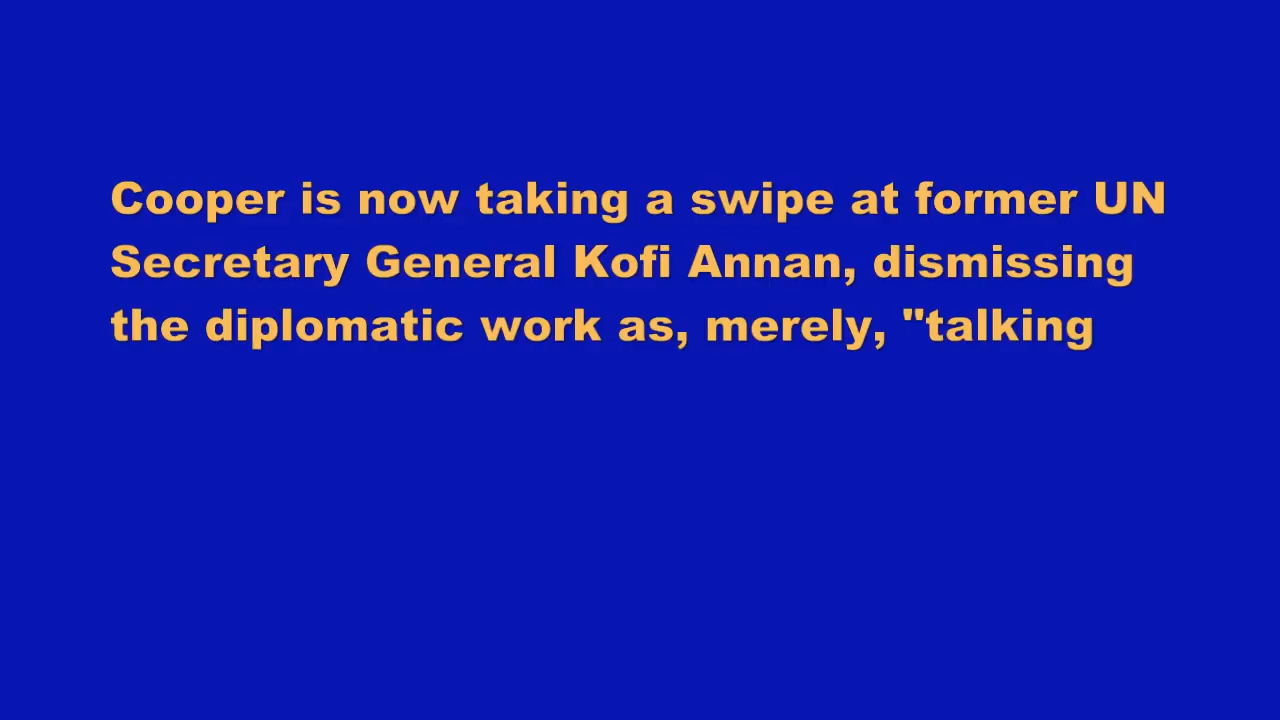 Cooper is now taking a swipe at former UN
Secretary General Kofi Annan, dismissing
the diplomatic work as, merely, "talking